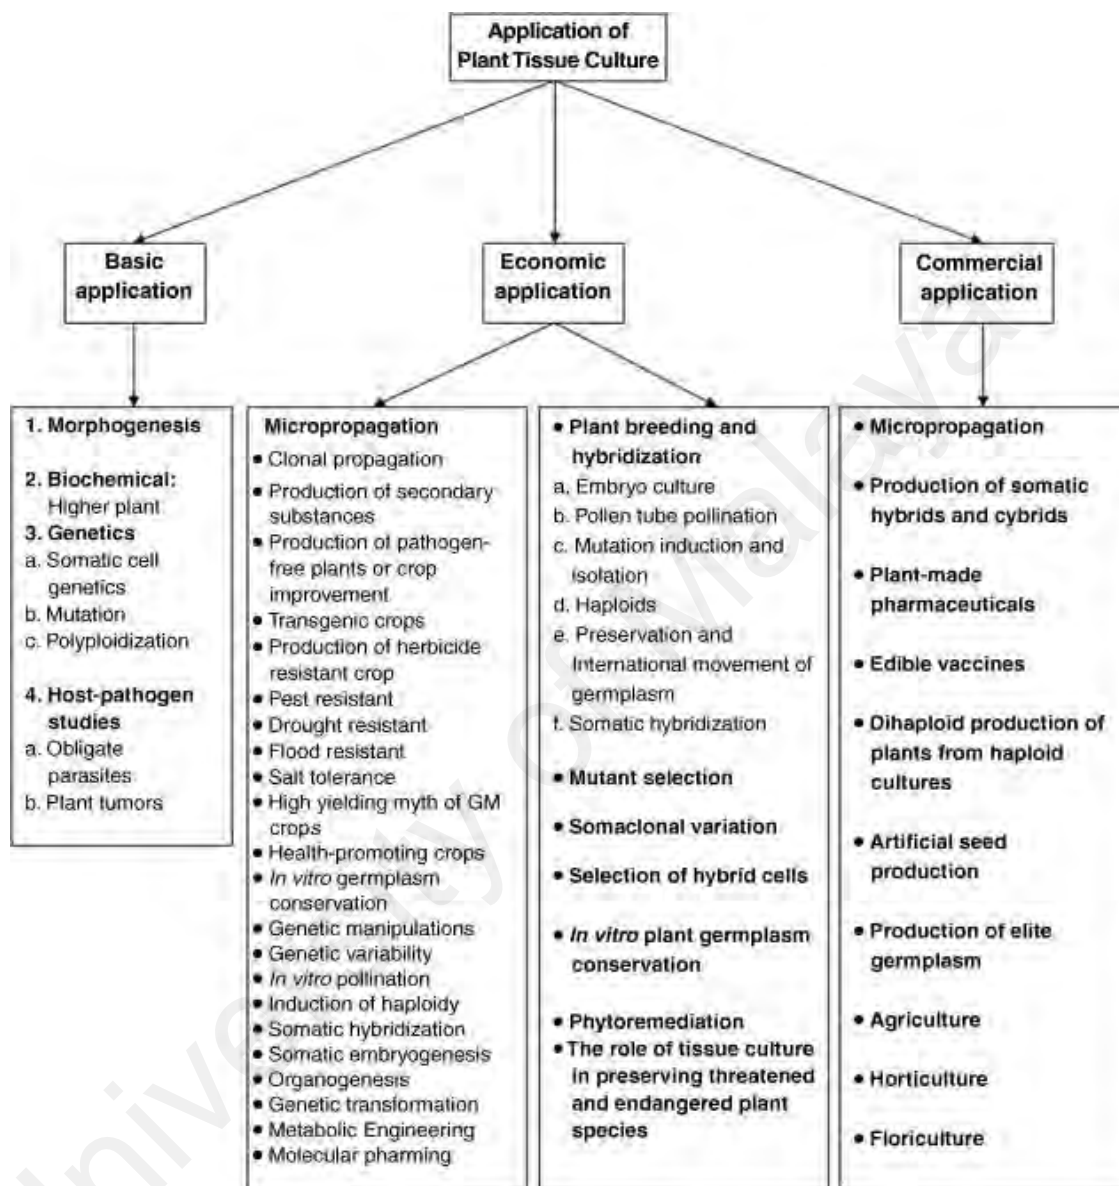 Application of
Plant Tissue Culture
Basic
application
Economic
application
Commercial
application
1. Morphogenesis
2. Biochemical:
Higher plant
3. Genetics
a. Somatic cell
genetics
b. Mutation
c. Polyploidization
4. Host-pathogen
studies
a. Obligate
parasites
b. Plant tumors
Micropropagation
• Clonal propagation
• Production of secondary
substances
• Production of pathogen-
free plants or crop
improvement
• Transgenic crops
• Production of herbicide
resistant crop
• Pest resistant
• Drought resistant
• Flood resistant
• Salt tolerance
• High yielding myth of GM
crops
• Health-promoting crops
• In vitro germplasm
conservation
• Genetic manipulations
• Genetic variability
• In vitro pollination
• Induction of haploidy
• Somatic hybridization
• Somatic embryogenesis
• Organogenesis
• Genetic transformation
• Metabolic Engineering
• Molecular pharming
• Plant breeding and
hybridization
a. Embryo culture
b. Pollen tube pollination
c. Mutation induction and
isolation
d. Haploids
e. Preservation and
International movement of
germplasm
f. Somatic hybridization
• Mutant selection
• Somaclonal variation
• Selection of hybrid cells
• In vitro plant germplasm
conservation
• Phytoremediation
• The role of tissue culture
in preserving threatened
and endangered plant
species
• Micropropagation
• Production of somatic
hybrids and cybrids
• Plant-made
pharmaceuticals
• Edible vaccines
• Dihaploid production of
plants from haploid
cultures
• Artificial seed
production
• Production of elite
germplasm
• Agriculture
• Horticulture
• Floriculture
University of Malaya